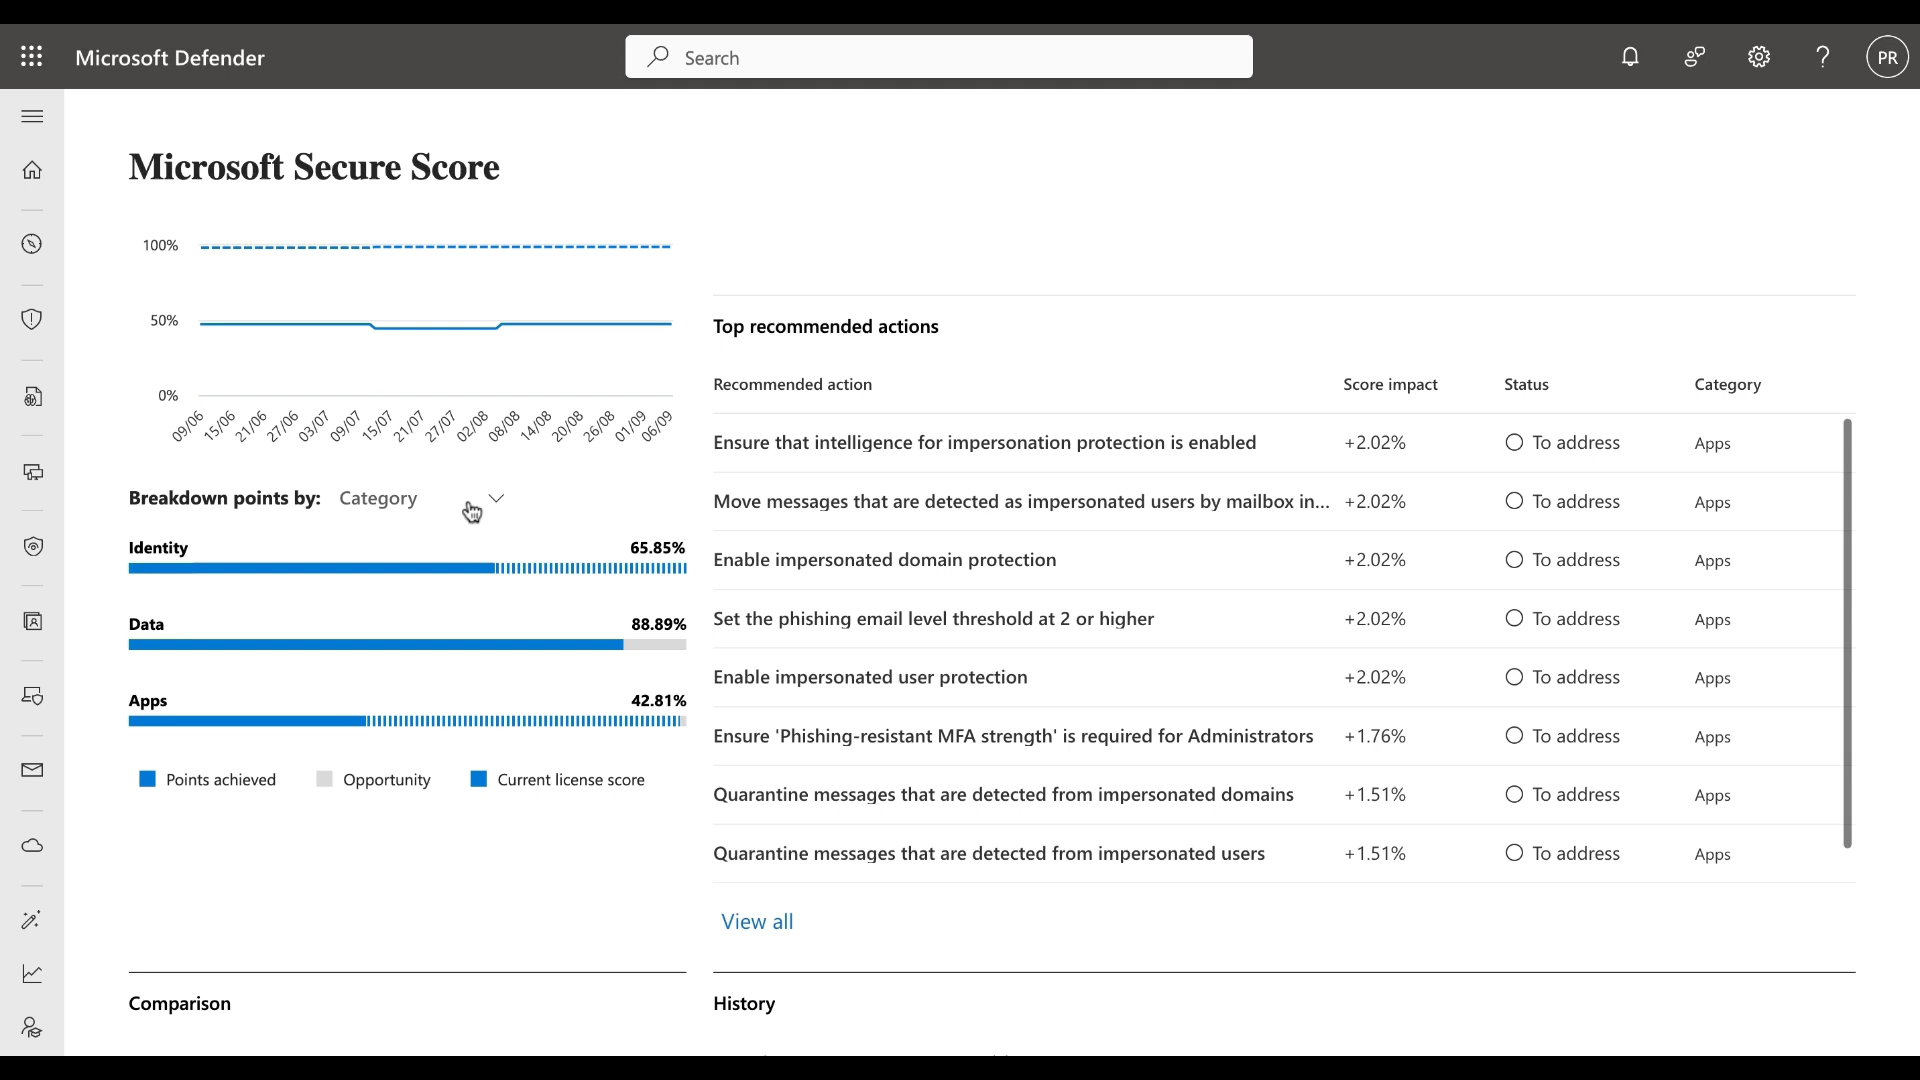 Microsoft Defender
Search
PR
Microsoft Secure Score
100%
50%
0%
09/06 15/06 21/06 27/06 03/07 09/07 15/07 21/07 27/07 02/08 08/08 14/08 20/08 26/08 01/09 06/09
Breakdown points by: Category
Identity 65.85%
Data 88.89%
Apps 42.81%
Points achieved Opportunity Current license score
Comparison
Top recommended actions
Recommended action Score impact Status Category
Ensure that intelligence for impersonation protection is enabled +2.02% To address Apps
Move messages that are detected as impersonated users by mailbox in... +2.02% To address Apps
Enable impersonated domain protection +2.02% To address Apps
Set the phishing email level threshold at 2 or higher +2.02% To address Apps
Enable impersonated user protection +2.02% To address Apps
Ensure 'Phishing-resistant MFA strength' is required for Administrators +1.76% To address Apps
Quarantine messages that are detected from impersonated domains +1.51% To address Apps
Quarantine messages that are detected from impersonated users +1.51% To address Apps
View all
History